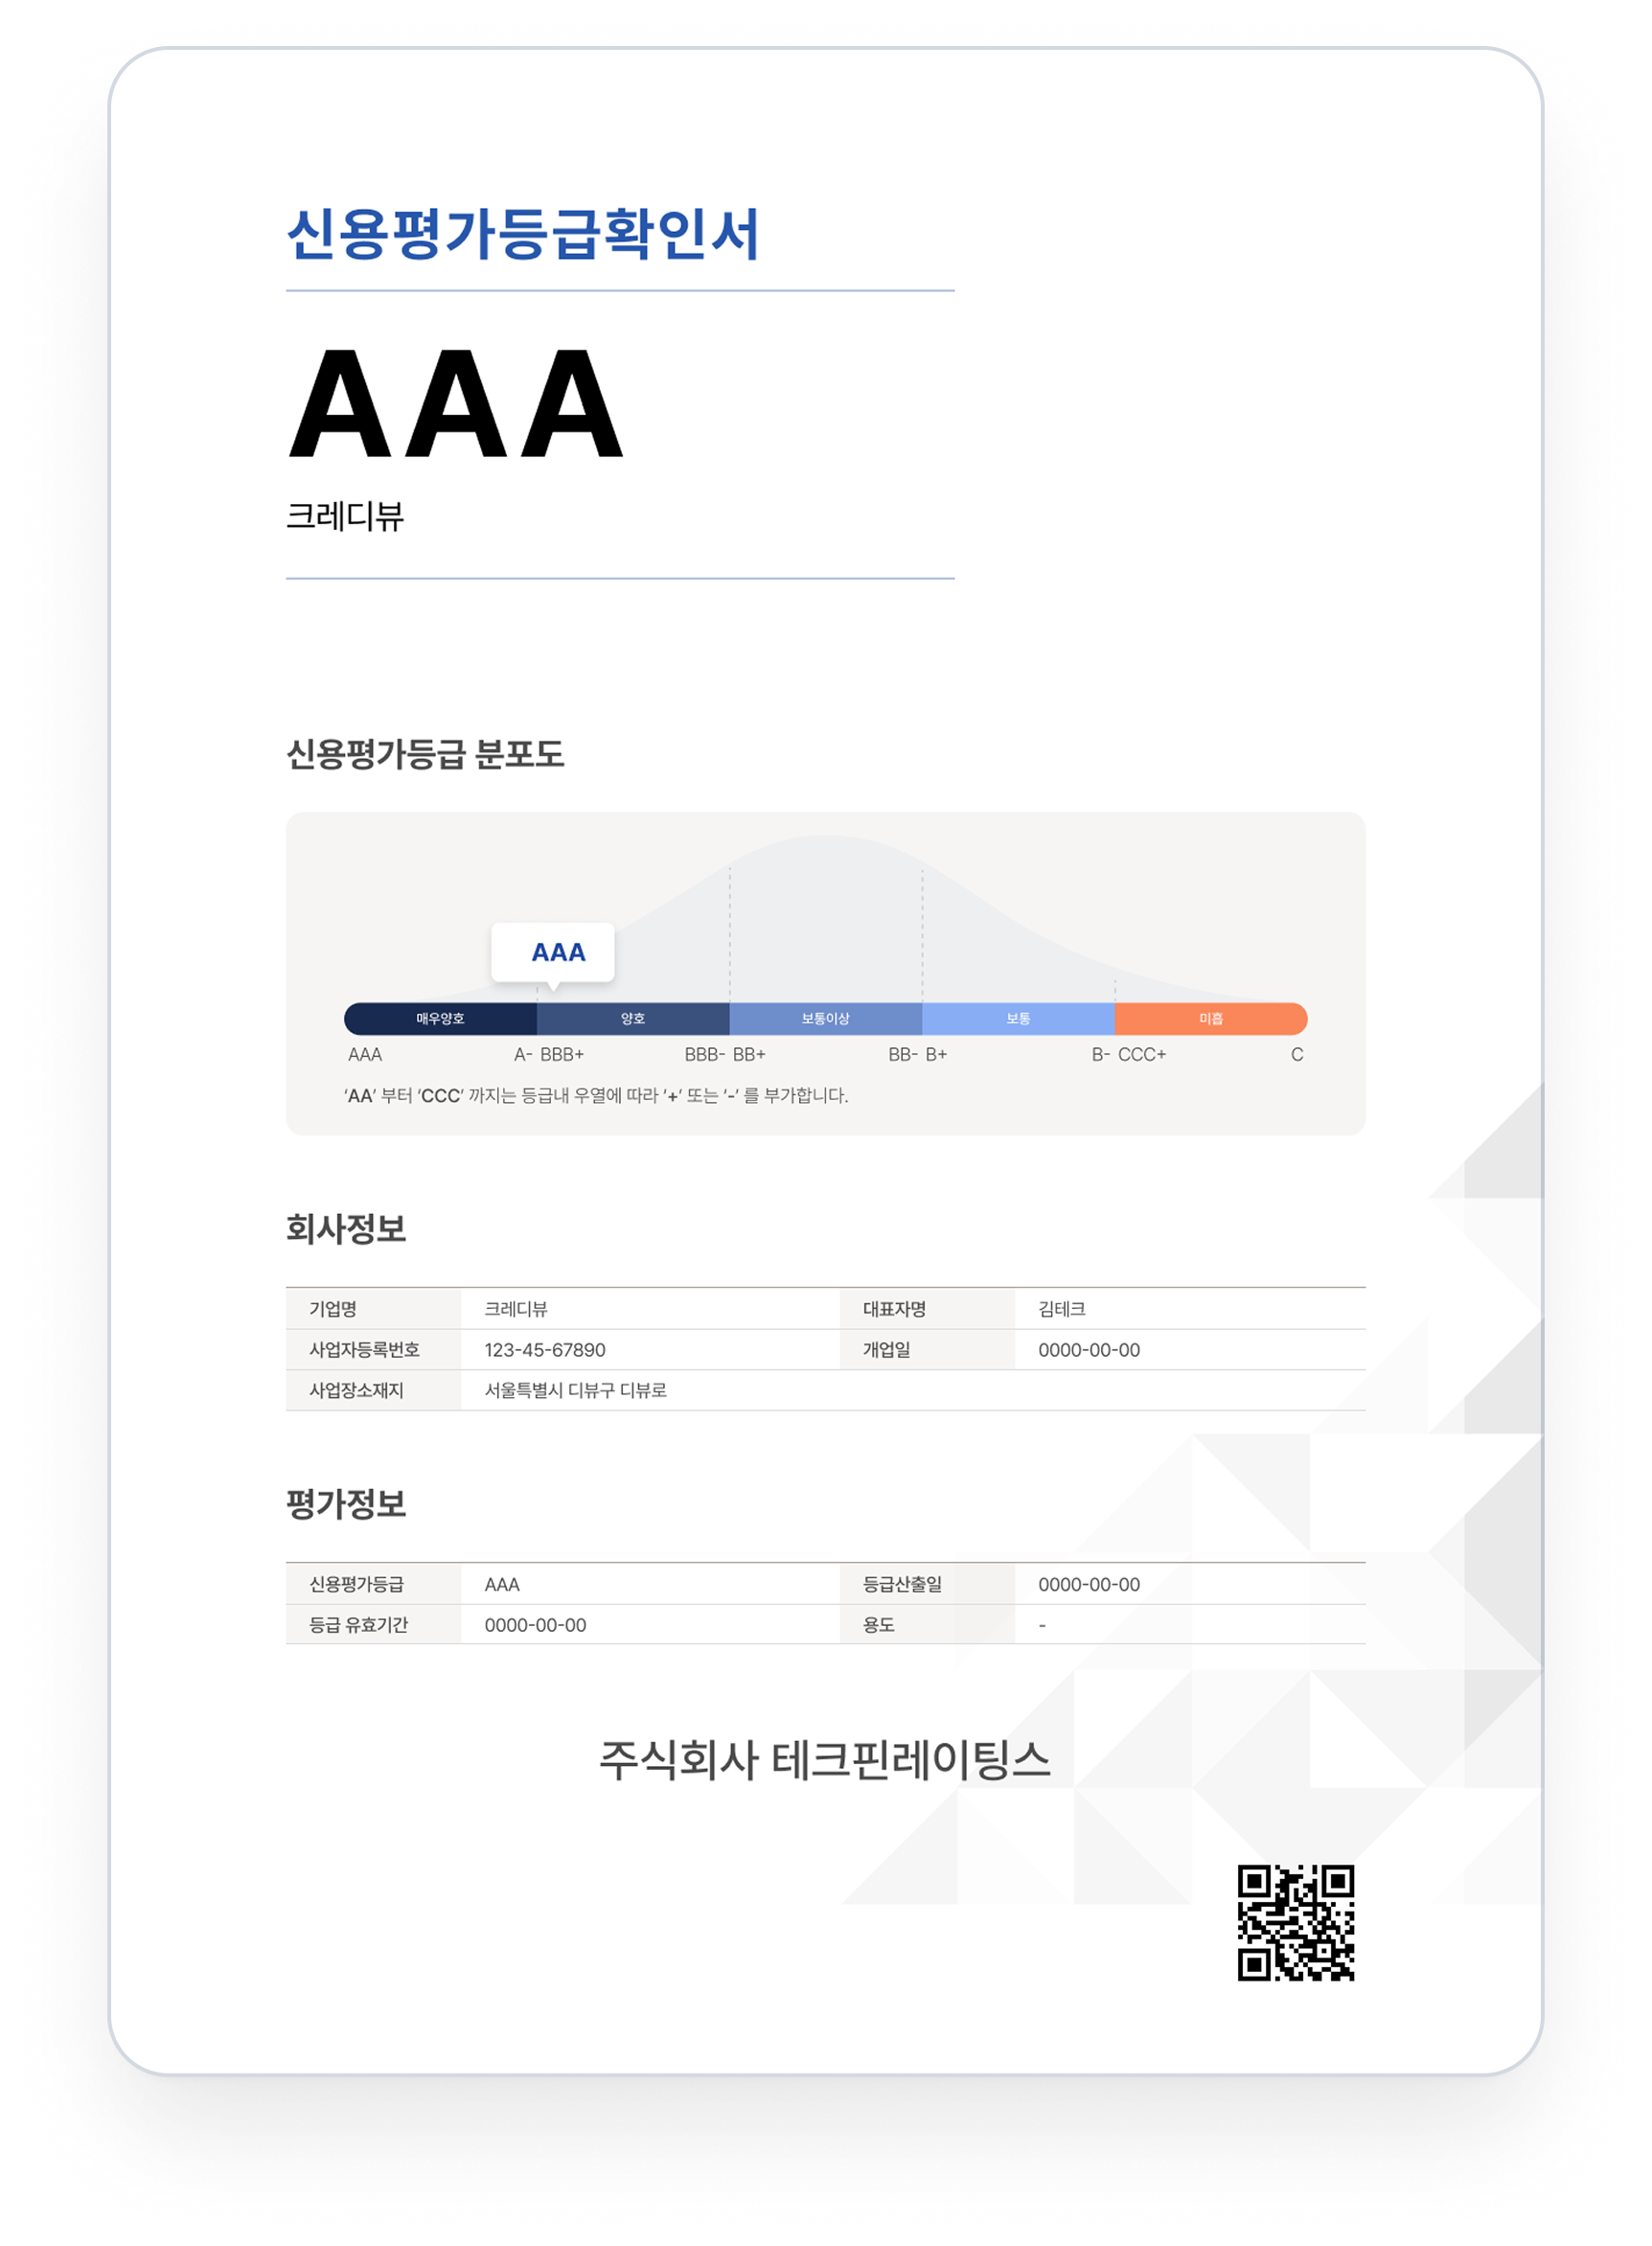 신용평가등급확인서
AAA
크레디뷰
신용평가등급 분포도
AAA
매우양호 양호 보통이상 보통 미흡
AAA A- BBB+ BBB- BB+ BB- B+ B- CCC+ C
‘AA’ 부터 ‘CCC’ 까지는 등급내 우열에 따라 ‘+’ 또는 ‘-’ 를 부가합니다.
회사정보
기업명 크레디뷰 대표자명 김테크
사업자등록번호 123-45-67890 개업일 0000-00-00
사업장소재지 서울특별시 디뷰구 디뷰로
평가정보
신용평가등급 AAA 등급산출일 0000-00-00
등급 유효기간 0000-00-00 용도 -
주식회사 테크핀레이팅스